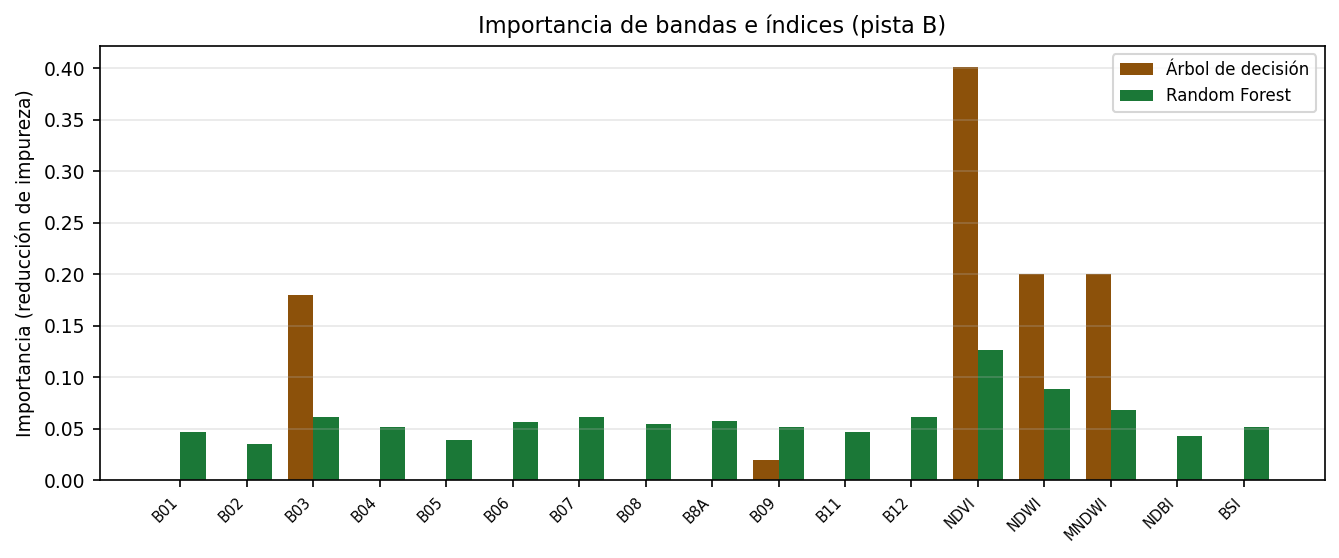 Importancia de bandas e índices (pista B)
Importancia (reducción de impureza)
0.40
0.35
0.30
0.25
0.20
0.15
0.10
0.05
0.00
Árbol de decisión
Random Forest
B01
B02
B03
B04
B05
B06
B07
B08
B8A
B09
B11
B12
NDVI
NDWI
MNDWI
NDBI
BSI